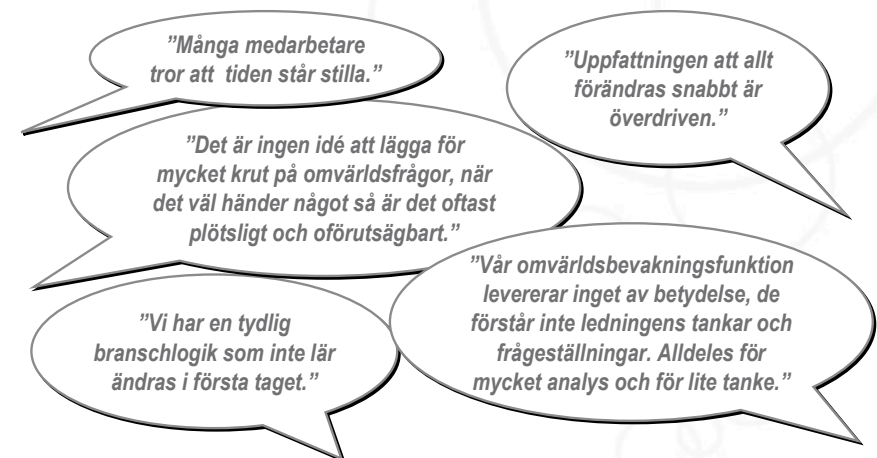 ”Många medarbetare
tror att tiden står stilla.”
”Uppfattningen att allt
förändras snabbt är
överdriven.”
”Det är ingen idé att lägga för
mycket krut på omvärldsfrågor, när
det väl händer något så är det oftast
plötsligt och oförutsägbart.”
”Vår omvärldsbevakningsfunktion
levererar inget av betydelse, de
förstår inte ledningens tankar och
frågeställningar. Alldeles för
mycket analys och för lite tanke.”
”Vi har en tydlig
branschlogik som inte lär
ändras i första taget.”